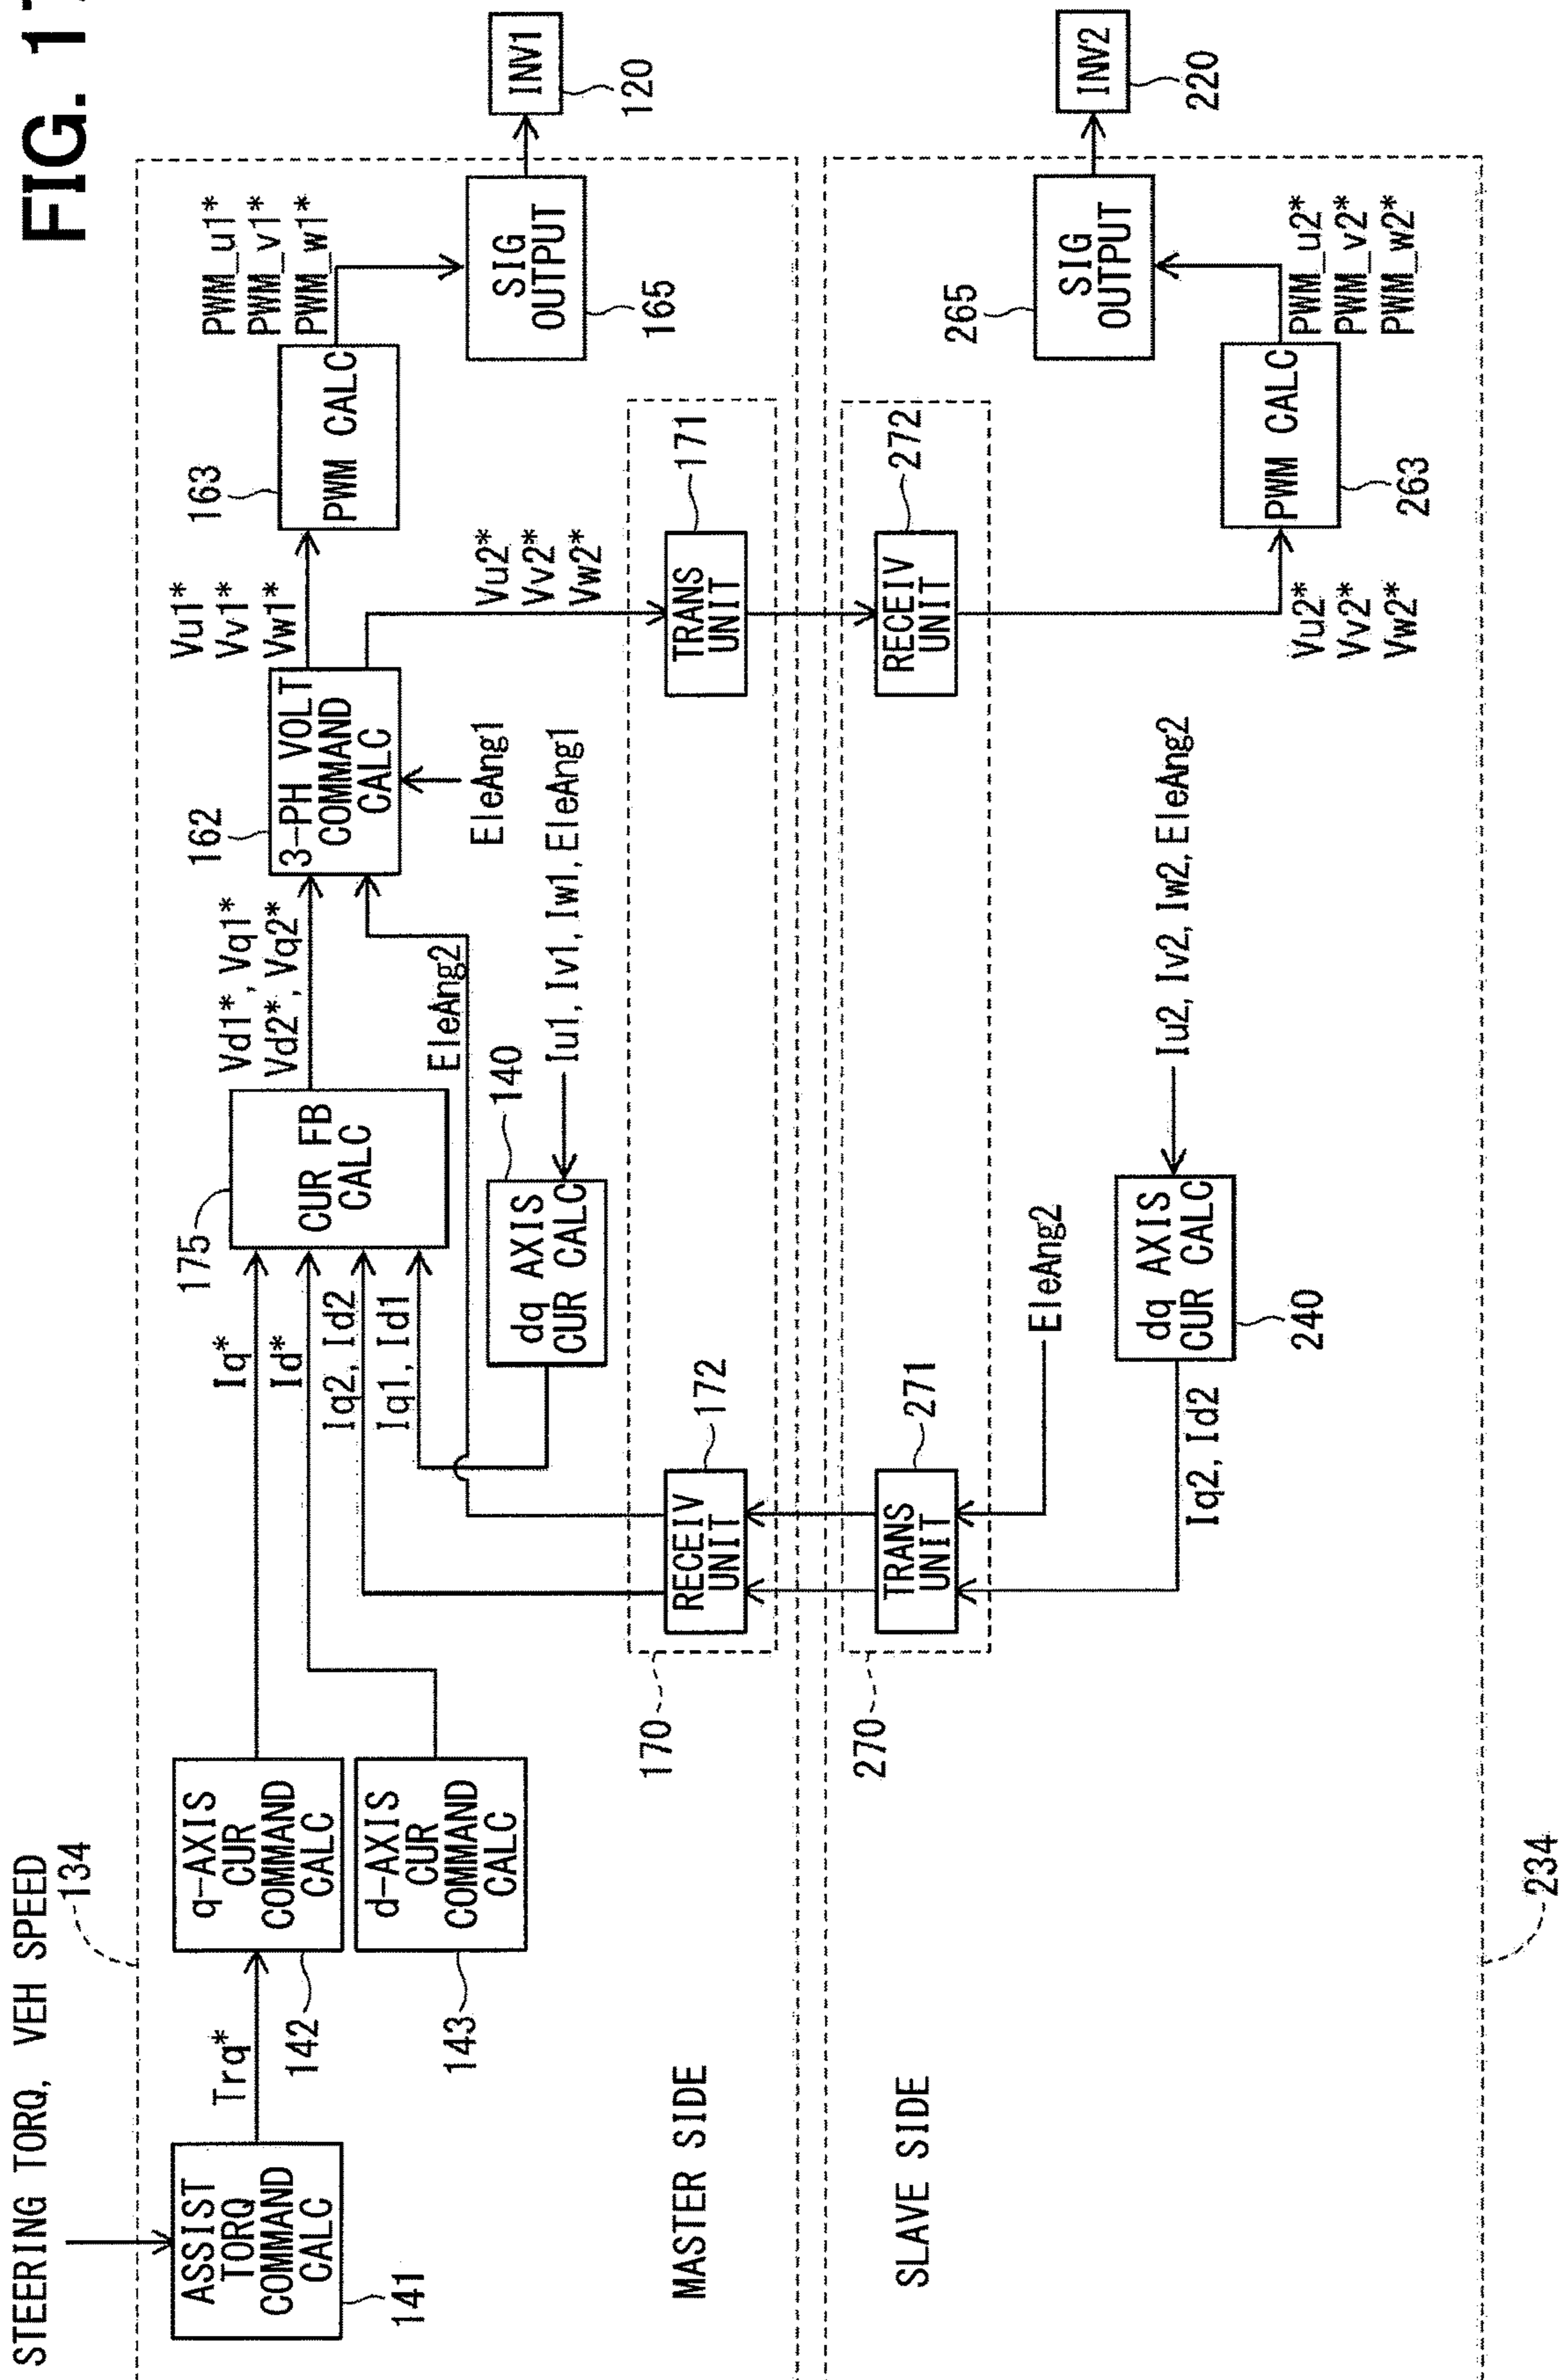 FIG. 17
STEERING TORQ, VEH SPEED
134
ASSIST
TORQ
COMMAND
CALC
141
Trq*
q-AXIS
CUR
COMMAND
CALC
142
d-AXIS
CUR
COMMAND
CALC
143
Iq*
Id*
Iq2, Id2
Iq1, Id1
175
CUR FB
CALC
Vd1*, Vq1*
Vd2*, Vq2*
EleAng2
162
3-PH VOLT
COMMAND
CALC
EleAng1
Vu1*
Vv1*
Vw1*
163
PWM CALC
PWM_u1*
PWM_v1*
PWM_w1*
SIG
OUTPUT
165
INV1
120
140
dq AXIS
CUR CALC
Iu1, Iv1, Iw1, EleAng1
Vu2*
Vv2*
Vw2*
MASTER SIDE
170
RECEIV
UNIT
172
TRANS
UNIT
171
SLAVE SIDE
270
TRANS
UNIT
271
RECEIV
UNIT
272
EleAng2
Iq2, Id2
dq AXIS
CUR CALC
240
Iu2, Iv2, Iw2, EleAng2
Vu2*
Vv2*
Vw2*
PWM CALC
263
PWM_u2*
PWM_v2*
PWM_w2*
265
SIG
OUTPUT
INV2
220
234